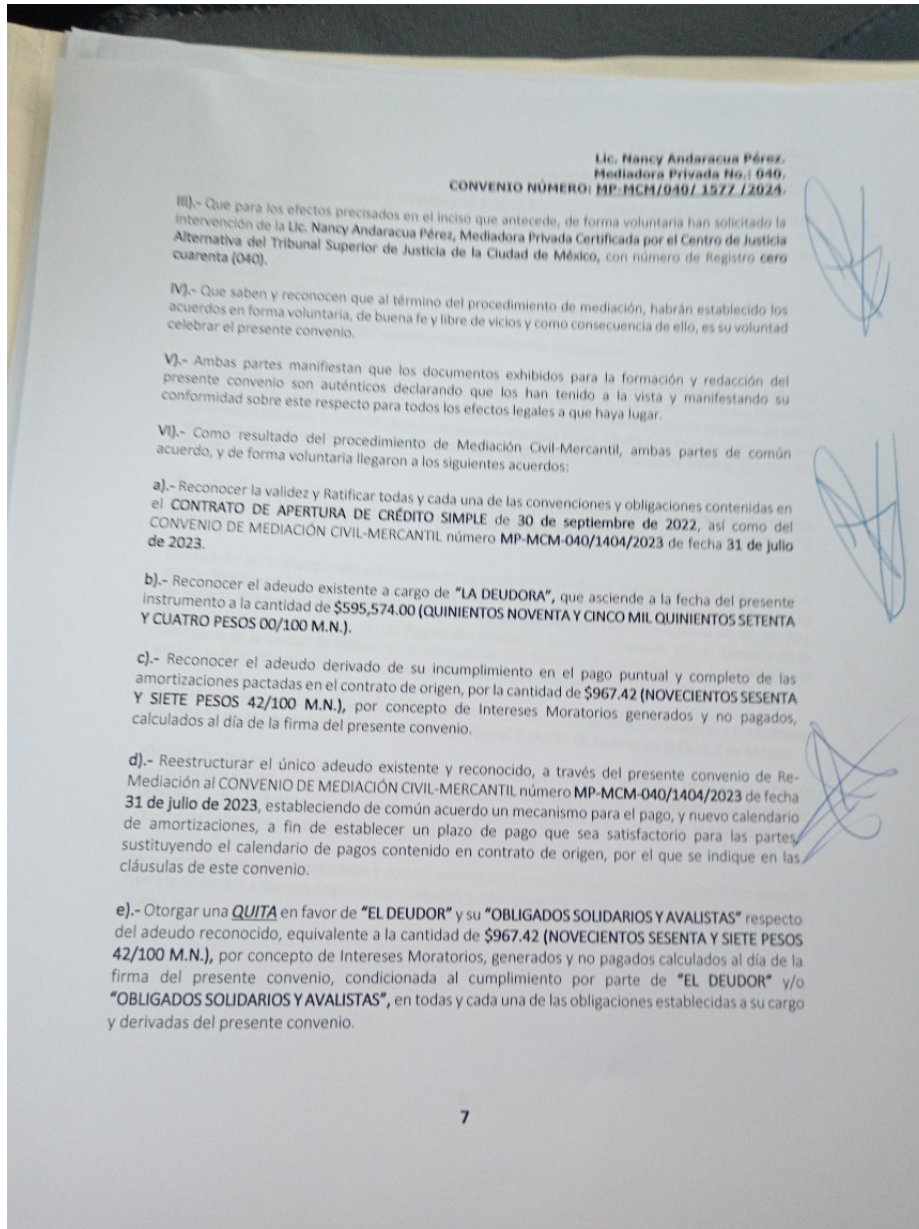 Lic. Nancy Andaracua Pérez.
Mediadora Privada No.: 040.
CONVENIO NÚMERO: MP-MCM/040/ 1577 /2024.
III).- Que para los efectos precisados en el inciso que antecede, de forma voluntaria han solicitado la
intervención de la Lic. Nancy Andaracua Pérez, Mediadora Privada Certificada por el Centro de Justicia
Alternativa del Tribunal Superior de Justicia de la Ciudad de México, con número de Registro cero
cuarenta (040).
IV).- Que saben y reconocen que al término del procedimiento de mediación, habrán establecido los
acuerdos en forma voluntaria, de buena fe y libre de vicios y como consecuencia de ello, es su voluntad
celebrar el presente convenio.
V).- Ambas partes manifiestan que los documentos exhibidos para la formación y redacción del
presente convenio son auténticos declarando que los han tenido a la vista y manifestando su
conformidad sobre este respecto para todos los efectos legales a que haya lugar.
VI).- Como resultado del procedimiento de Mediación Civil-Mercantil, ambas partes de común
acuerdo, y de forma voluntaria llegaron a los siguientes acuerdos:
a).- Reconocer la validez y Ratificar todas y cada una de las convenciones y obligaciones contenidas en
el CONTRATO DE APERTURA DE CRÉDITO SIMPLE de 30 de septiembre de 2022, así como del
CONVENIO DE MEDIACIÓN CIVIL-MERCANTIL número MP-MCM-040/1404/2023 de fecha 31 de julio
de 2023.
b).- Reconocer el adeudo existente a cargo de "LA DEUDORA", que asciende a la fecha del presente
instrumento a la cantidad de $595,574.00 (QUINIENTOS NOVENTA Y CINCO MIL QUINIENTOS SETENTA
Y CUATRO PESOS 00/100 M.N.).
c).- Reconocer el adeudo derivado de su incumplimiento en el pago puntual y completo de las
amortizaciones pactadas en el contrato de origen, por la cantidad de $967.42 (NOVECIENTOS SESENTA
Y SIETE PESOS 42/100 M.N.), por concepto de Intereses Moratorios generados y no pagados,
calculados al día de la firma del presente convenio.
d).- Reestructurar el único adeudo existente y reconocido, a través del presente convenio de Re-
Mediación al CONVENIO DE MEDIACIÓN CIVIL-MERCANTIL número MP-MCM-040/1404/2023 de fecha
31 de julio de 2023, estableciendo de común acuerdo un mecanismo para el pago, y nuevo calendario
de amortizaciones, a fin de establecer un plazo de pago que sea satisfactorio para las partes,
sustituyendo el calendario de pagos contenido en contrato de origen, por el que se indique en las
cláusulas de este convenio.
e).- Otorgar una QUITA en favor de "EL DEUDOR" y su "OBLIGADOS SOLIDARIOS Y AVALISTAS" respecto
del adeudo reconocido, equivalente a la cantidad de $967.42 (NOVECIENTOS SESENTA Y SIETE PESOS
42/100 M.N.), por concepto de Intereses Moratorios, generados y no pagados calculados al día de la
firma del presente convenio, condicionada al cumplimiento por parte de "EL DEUDOR" y/o
"OBLIGADOS SOLIDARIOS Y AVALISTAS", en todas y cada una de las obligaciones establecidas a su cargo
y derivadas del presente convenio.
7